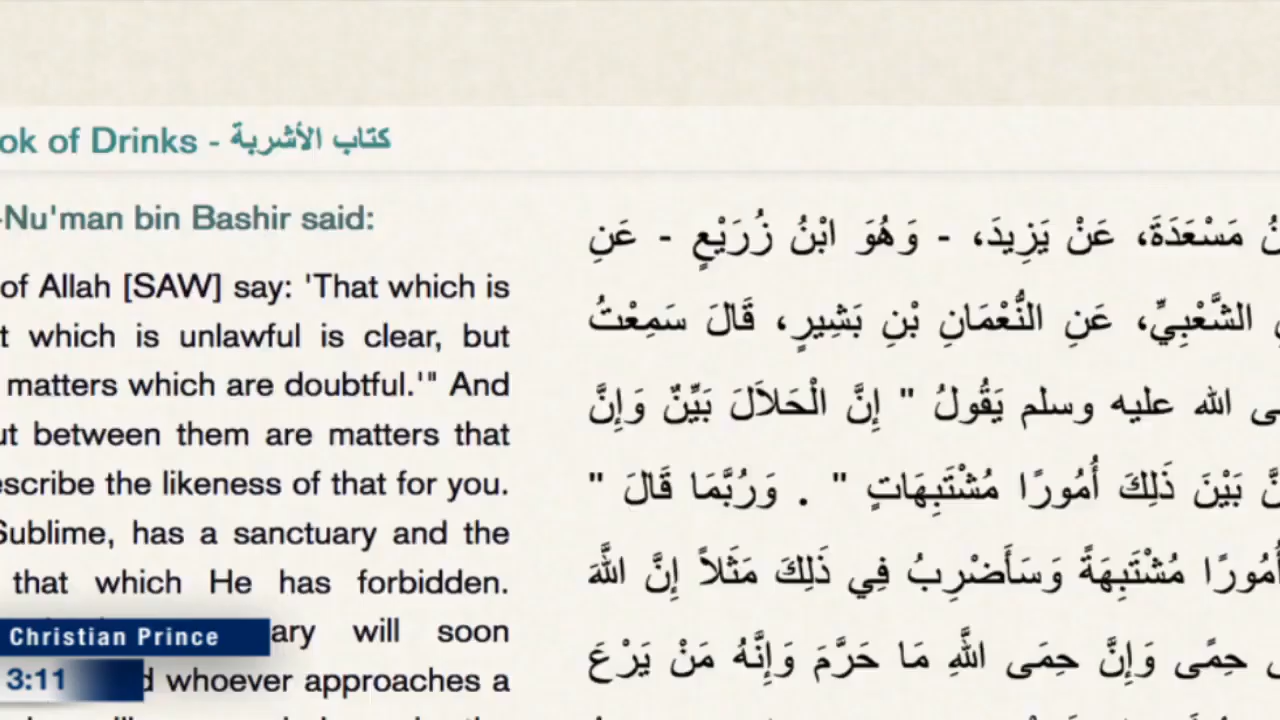 ok of Drinks - كتاب الأشربة
-Nu'man bin Bashir said:
of Allah [SAW] say: 'That which is
t which is unlawful is clear, but
matters which are doubtful.'" And
ut between them are matters that
escribe the likeness of that for you.
Sublime, has a sanctuary and the
that which He has forbidden.
ary will soon
d whoever approaches a
مَسْعَدَةَ، عَنْ يَزِيدَ، - وَهُوَ ابْنُ زُرَيْعٍ - عَنِ
الشَّعْبِيِّ، عَنِ النُّعْمَانِ بْنِ بَشِيرٍ، قَالَ سَمِعْتُ
الله عليه وسلم يَقُولُ " إِنَّ الْحَلاَلَ بَيِّنٌ وَإِنَّ
بَيْنَ ذَلِكَ أُمُورًا مُشْتَبِهَاتٍ " . وَرُبَّمَا قَالَ "
أُمُورًا مُشْتَبِهَةً وَسَأَضْرِبُ فِي ذَلِكَ مَثَلاً إِنَّ اللَّهَ
حِمًى وَإِنَّ حِمَى اللَّهِ مَا حَرَّمَ وَإِنَّهُ مَنْ يَرْعَ
Christian Prince
3:11